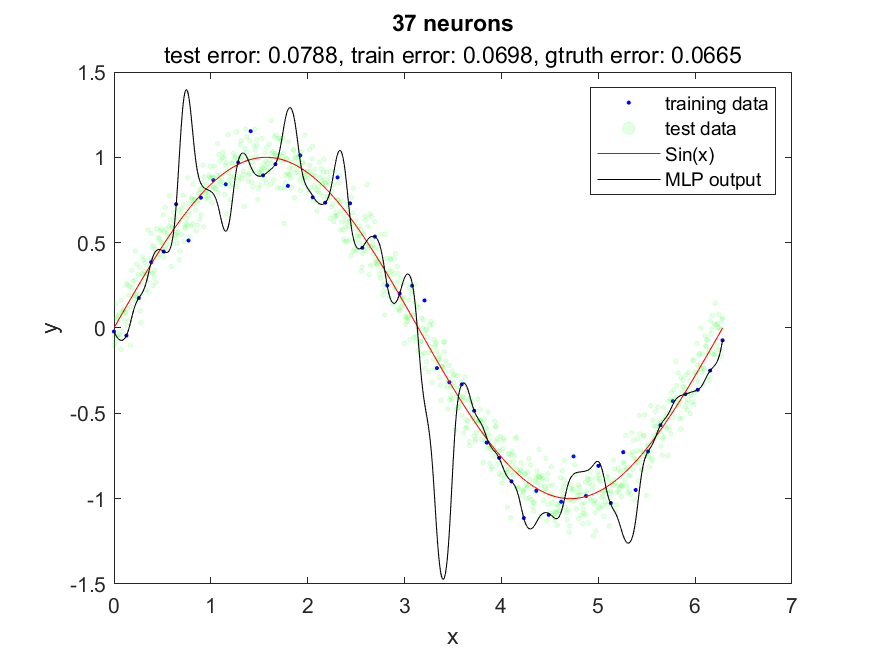 37 neurons
test error: 0.0788, train error: 0.0698, gtruth error: 0.0665
1.5
1
0.5
0
-0.5
-1
-1.5
y
training data
test data
Sin(x)
MLP output
0 1 2 3 4 5 6 7
x